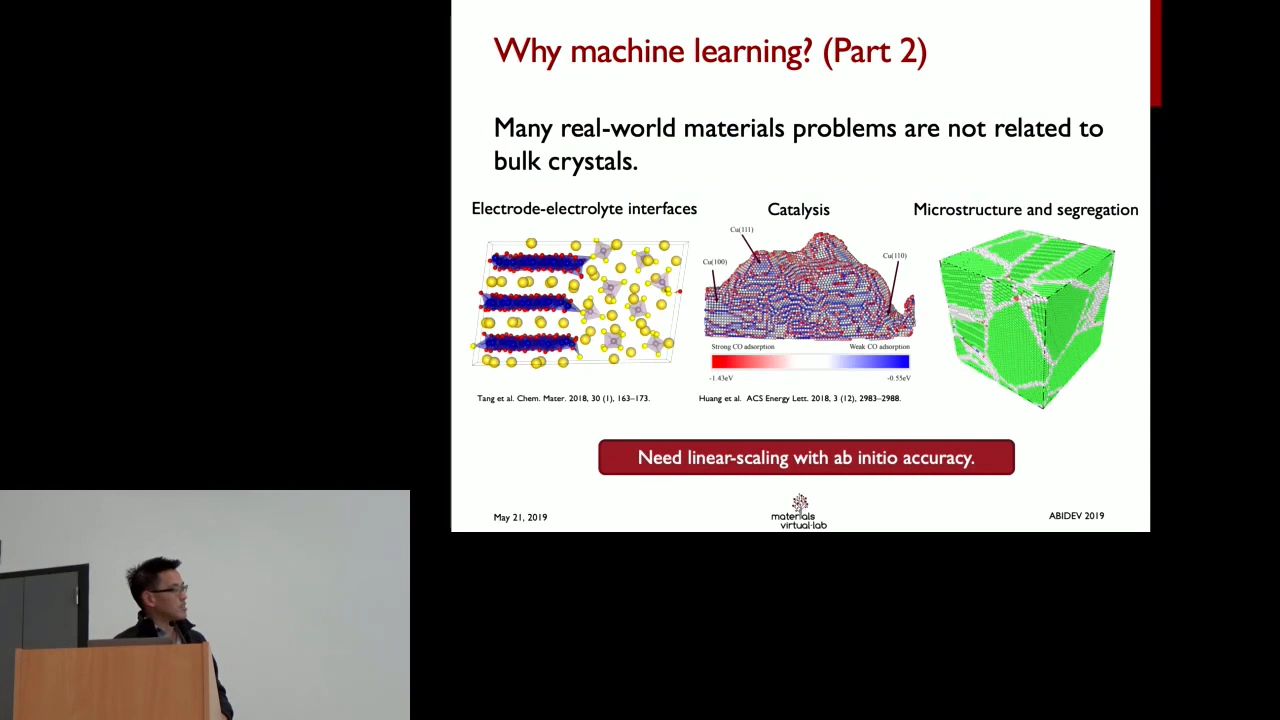 Why machine learning? (Part 2)
Many real-world materials problems are not related to
bulk crystals.
Electrode-electrolyte interfaces
Catalysis
Microstructure and segregation
Cu(111)
Cu(100)
Cu(110)
Strong CO adsorption
Weak CO adsorption
-1.43eV
-0.55eV
Tang et al. Chem. Mater. 2018, 30 (1), 163–173.
Huang et al. ACS Energy Lett. 2018, 3 (12), 2983–2988.
Need linear-scaling with ab initio accuracy.
May 21, 2019
materials
virtual·lab
ABIDEV 2019